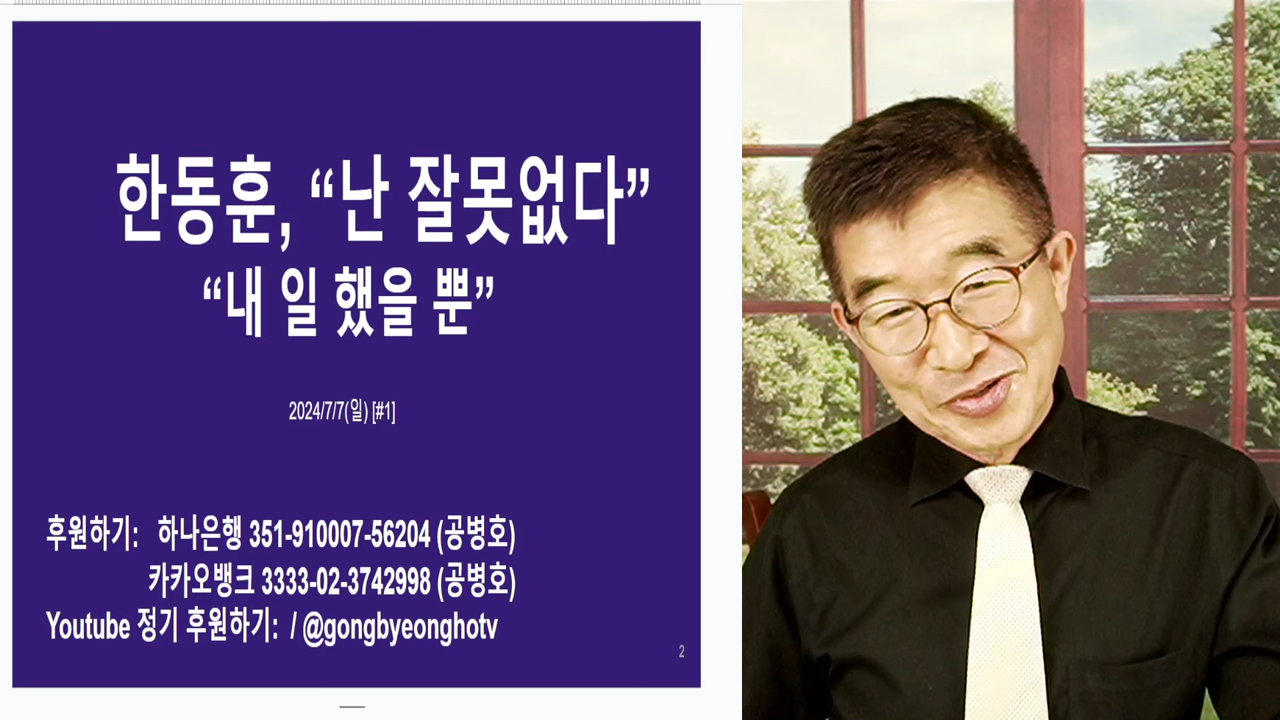 한동훈, “난 잘못없다”
“내 일 했을 뿐”
2024/7/7(일) [#1]
후원하기: 하나은행 351-910007-56204 (공병호)
카카오뱅크 3333-02-3742998 (공병호)
Youtube 정기 후원하기: / @gongbyeonghotv
2